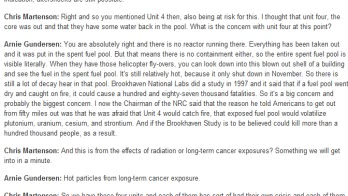 radiation, aftershocks are still possible.
Chris Martenson: Right and so you mentioned Unit 4 then, also being at risk for this. I thought that unit four, the
core was out and that they have some water back in the pool. What is the concern with unit four at this point?
Arnie Gundersen: You are absolutely right and there is no reactor running there. Everything has been taken out
and it was put in the spent fuel pool. But that means there is no containment either, so the entire spent fuel pool is
visible literally. When they have those helicopter fly-overs, you can look down into this blown out shell of a building
and see the fuel in the spent fuel pool. It's still relatively hot, because it only shut down in November. So there is
still a lot of decay heat in that pool. Brookhaven National Labs did a study in 1997 and it said that if a fuel pool went
dry and caught on fire, it could cause a hundred and eighty-seven thousand fatalities. So it's a big concern and
probably the biggest concern. I now the Chairman of the NRC said that the reason he told Americans to get out
from fifty miles out was that he was afraid that Unit 4 would catch fire, that exposed fuel pool would volatilize
plutonium, uranium, cesium, and strontium. And if the Brookhaven Study is to be believed could kill more than a
hundred thousand people, as a result.
Chris Martenson: And this is from the effects of radiation or long-term cancer exposures? Something we will get
into in a minute.
Arnie Gundersen: Hot particles from long-term cancer exposure.